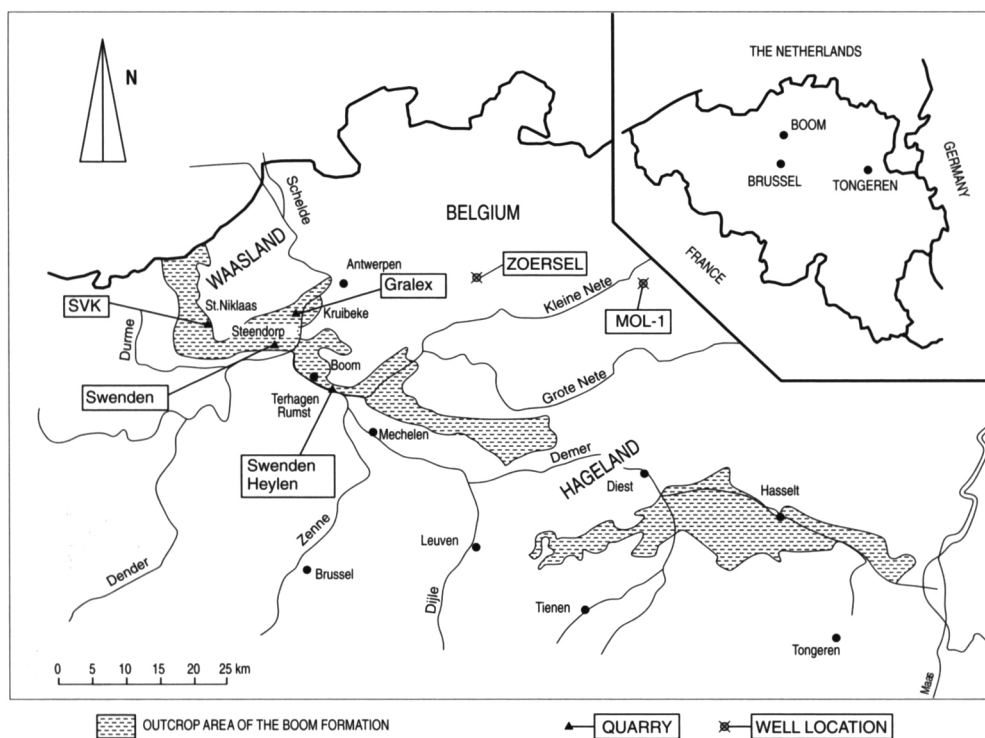 N
THE NETHERLANDS
BOOM
BRUSSEL
TONGEREN
GERMANY
FRANCE
Schelde
BELGIUM
WAASLAND
Antwerpen
ZOERSEL
Gralex
SVK
St.Niklaas
Kruibeke
Kleine Nete
MOL-1
Durme
Steendorp
Boom
Swenden
Terhagen
Rumst
Grote Nete
Mechelen
Swenden
Heylen
Demer
HAGELAND
Diest
Hasselt
Zenne
Leuven
Dender
Brussel
Dijle
Tienen
Tongeren
Maas
0 5 10 15 20 25 km
OUTCROP AREA OF THE BOOM FORMATION
QUARRY
WELL LOCATION